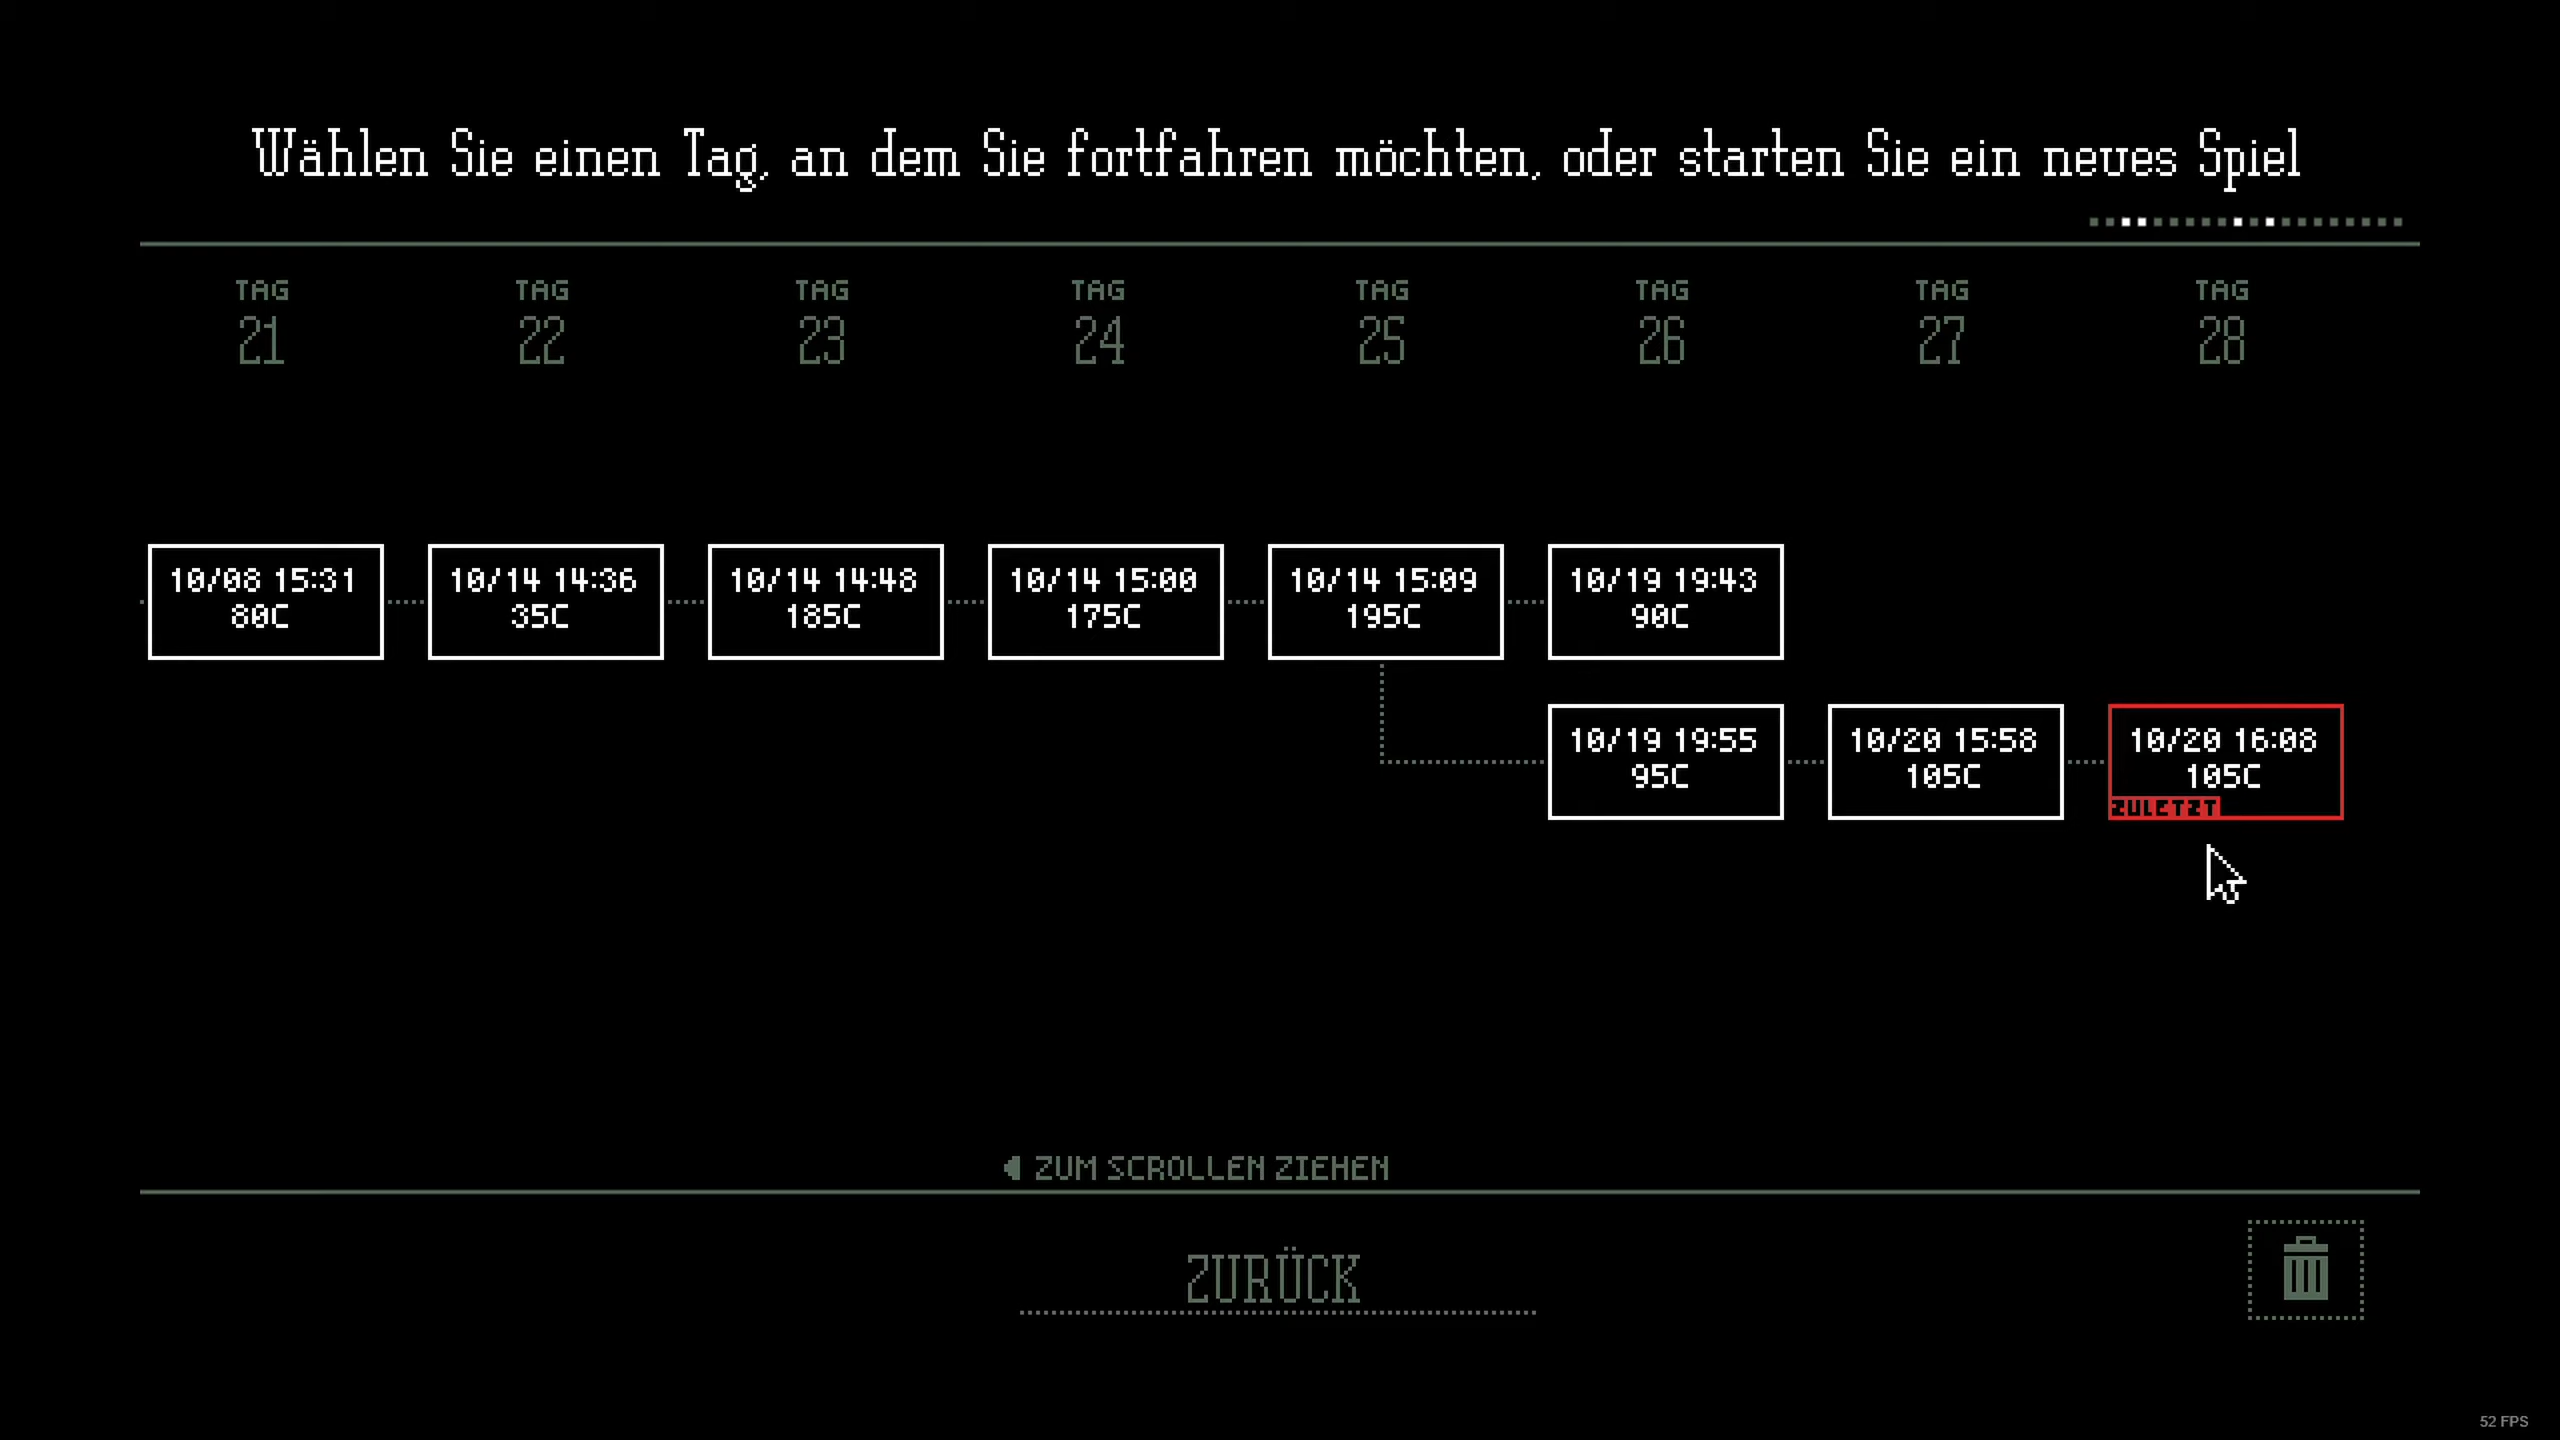 Wählen Sie einen Tag, an dem Sie fortfahren möchten, oder starten Sie ein neues Spiel
TAG 21
TAG 22
TAG 23
TAG 24
TAG 25
TAG 26
TAG 27
TAG 28
10/08 15:31
80C
10/14 14:36
35C
10/14 14:48
185C
10/14 15:00
175C
10/14 15:09
195C
10/19 19:43
90C
10/19 19:55
95C
10/20 15:58
105C
10/20 16:08
105C
ZULETZT
ZUM SCROLLEN ZIEHEN
ZURÜCK
52 FPS